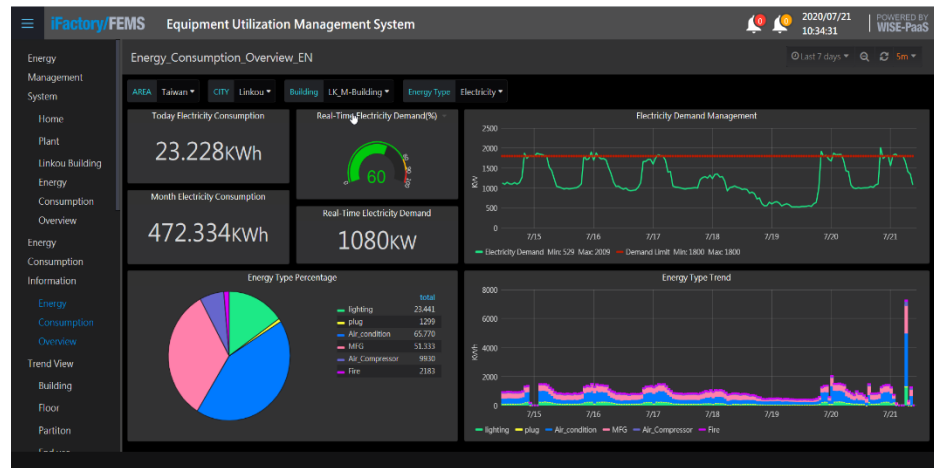 iFactory/FEMS
Equipment Utilization Management System
2020/07/21
10:34:31
POWERED BY
WISE-PaaS
Energy
Management
System
Home
Plant
Linkou Building
Energy
Consumption
Overview
Energy
Consumption
Information
Energy
Consumption
Overview
Trend View
Building
Floor
Partiton
Energy_Consumption_Overview_EN
Last 7 days
5m
AREA Taiwan
CITY Linkou
Building LK_M-Building
Energy Type Electricity
Today Electricity Consumption
23.228KWh
Month Electricity Consumption
472.334KWh
Real-Time Electricity Demand(%)
60
Real-Time Electricity Demand
1080KW
Electricity Demand Management
2500
2000
1500
1000
500
0
KW
7/15 7/16 7/17 7/18 7/19 7/20 7/21
Electricity Demand Min: 529 Max: 2009 Demand Limit Min: 1800 Max: 1800
Energy Type Percentage
total
lighting 23.441
plug 1299
Air_condition 65.770
MFG 51.333
Air_Compressor 9930
Fire 2183
Energy Type Trend
8000
6000
4000
2000
0
KWh
7/15 7/16 7/17 7/18 7/19 7/20 7/21
lighting plug Air_condition MFG Air_Compressor Fire